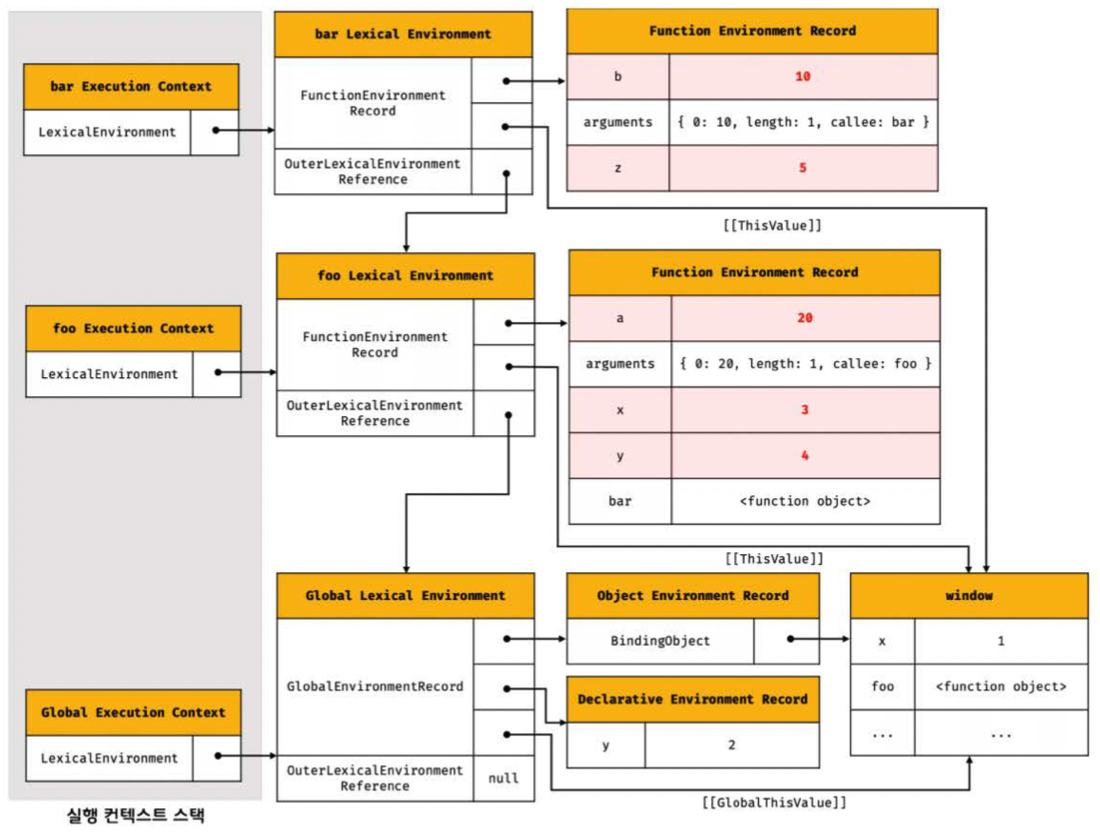 bar Execution Context
LexicalEnvironment
bar Lexical Environment
FunctionEnvironment
Record
OuterLexicalEnvironment
Reference
Function Environment Record
b 10
arguments { 0: 10, length: 1, callee: bar }
z 5
[[ThisValue]]
foo Execution Context
LexicalEnvironment
foo Lexical Environment
FunctionEnvironment
Record
OuterLexicalEnvironment
Reference
Function Environment Record
a 20
arguments { 0: 20, length: 1, callee: foo }
x 3
y 4
bar <function object>
[[ThisValue]]
Global Execution Context
LexicalEnvironment
Global Lexical Environment
GlobalEnvironmentRecord
OuterLexicalEnvironment
Reference
null
Object Environment Record
BindingObject
Declarative Environment Record
y 2
window
x 1
foo <function object>
... ...
[[GlobalThisValue]]
실행 컨텍스트 스택